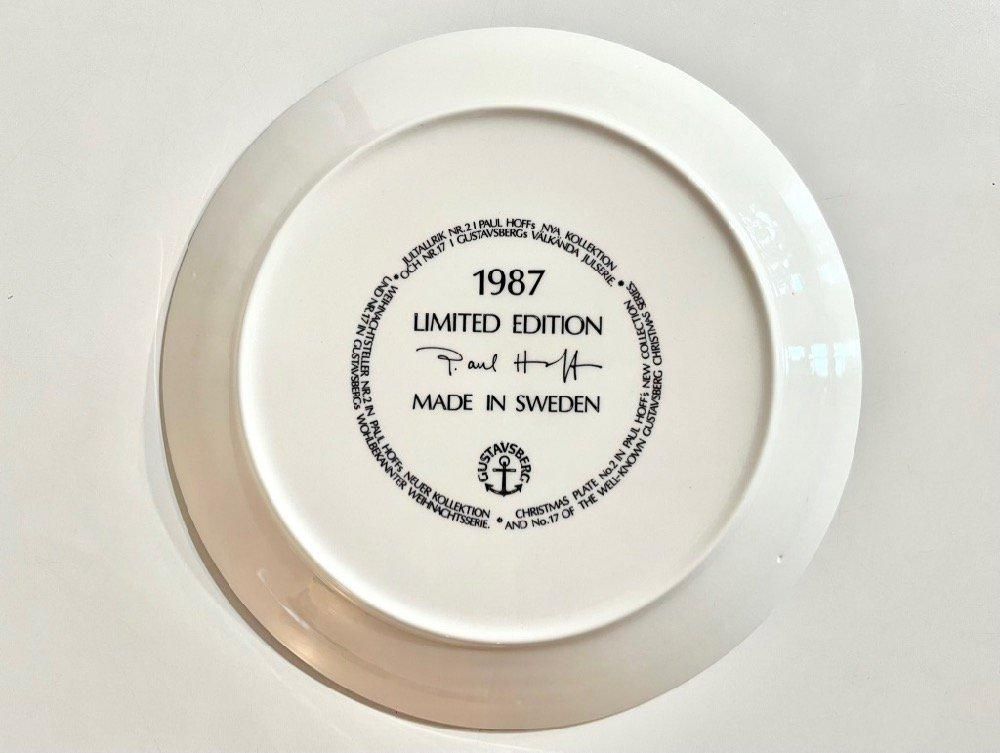 JULTALLRIK NR.2 I PAUL HOFFs NYA KOLLEKTION
OCH NR.17 I GUSTAVSBERGs VÄLKÄNDA JULSERIE.
*
CHRISTMAS PLATE No.2 IN PAUL HOFFs NEW COLLECTION
AND No.17 OF THE WELL-KNOWN GUSTAVSBERG CHRISTMAS SERIES
*
WEIHNACHTSTELLER NR.2 IN PAUL HOFFs NEUER KOLLEKTION
UND NR.17 IN GUSTAVSBERGs WOHLBEKANNTER WEIHNACHTSSERIE.
*
1987
LIMITED EDITION
Paul Hoff
MADE IN SWEDEN
GUSTAVSBERG